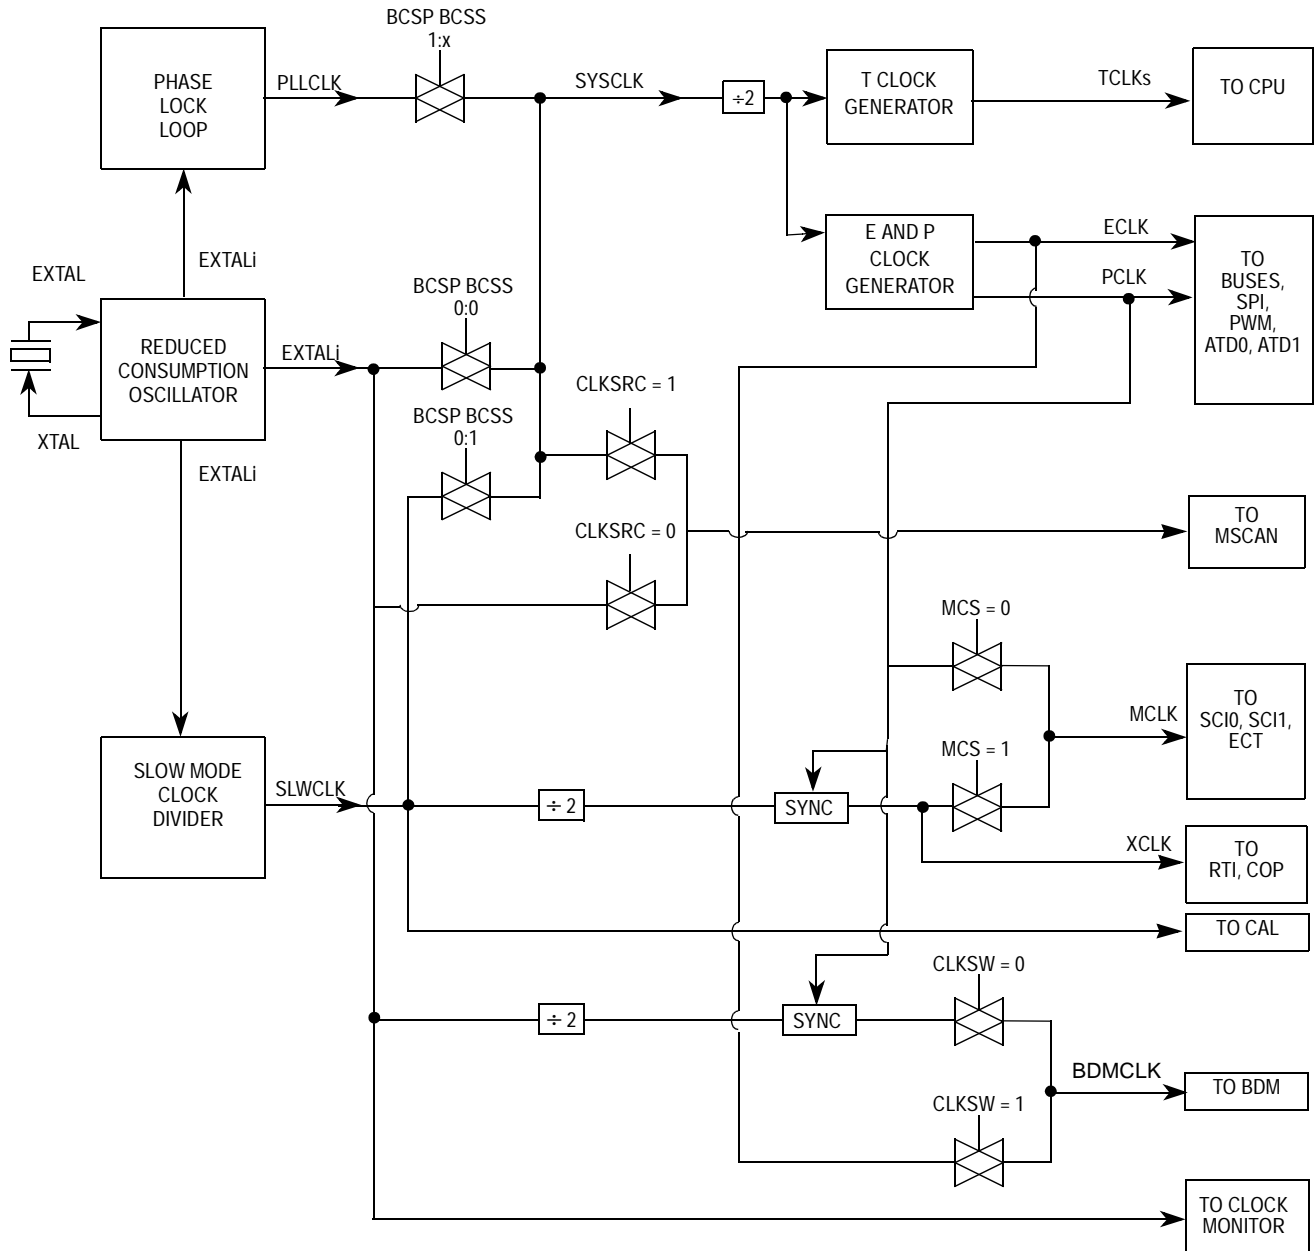 BCSP BCSS
1:x
PHASE
LOCK
LOOP
PLLCLK
SYSCLK
÷2
T CLOCK
GENERATOR
TCLKs
TO CPU
E AND P
CLOCK
GENERATOR
ECLK
PCLK
TO
BUSES,
SPI,
PWM,
ATD0, ATD1
EXTALi
EXTAL
XTAL
REDUCED
CONSUMPTION
OSCILLATOR
EXTALi
BCSP BCSS
0:0
BCSP BCSS
0:1
EXTALi
CLKSRC = 1
CLKSRC = 0
TO
MSCAN
MCS = 0
MCS = 1
MCLK
TO
SCI0, SCI1,
ECT
SLOW MODE
CLOCK
DIVIDER
SLWCLK
÷ 2
SYNC
XCLK
TO
RTI, COP
TO CAL
CLKSW = 0
÷ 2
SYNC
CLKSW = 1
BDMCLK
TO BDM
TO CLOCK
MONITOR